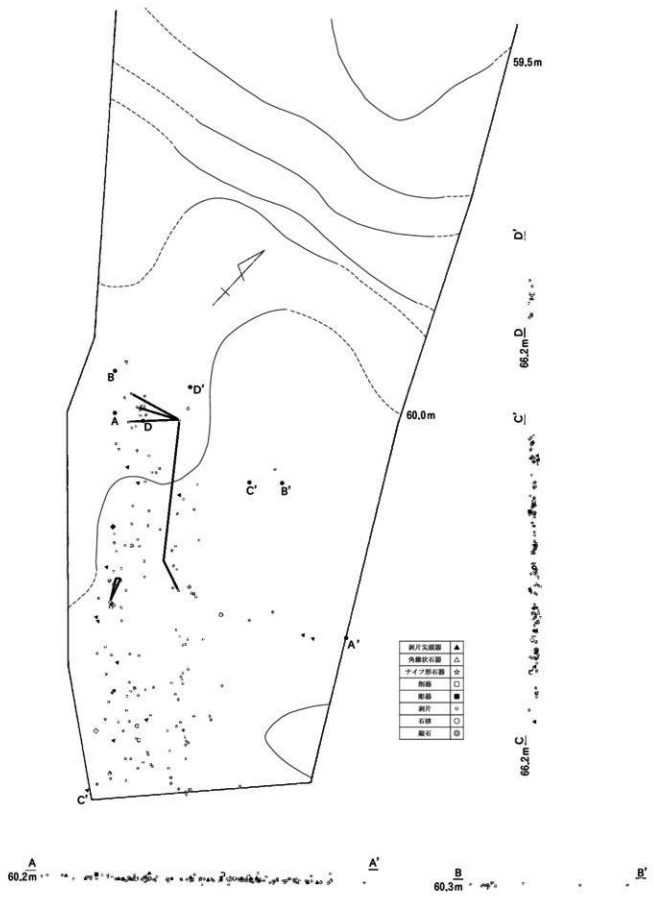 59.5m
D'
D
66.2m
B
D'
A
D
C'
60.0m
C'
B'
A'
剥片尖頭器 ▲
角錐状石器 △
ナイフ形石器 ☆
削器 □
彫器 ■
剥片 ○
石核 ○
敲石 ◎
C
66.2m
C'
A
A'
60.2m
B
B'
60.3m